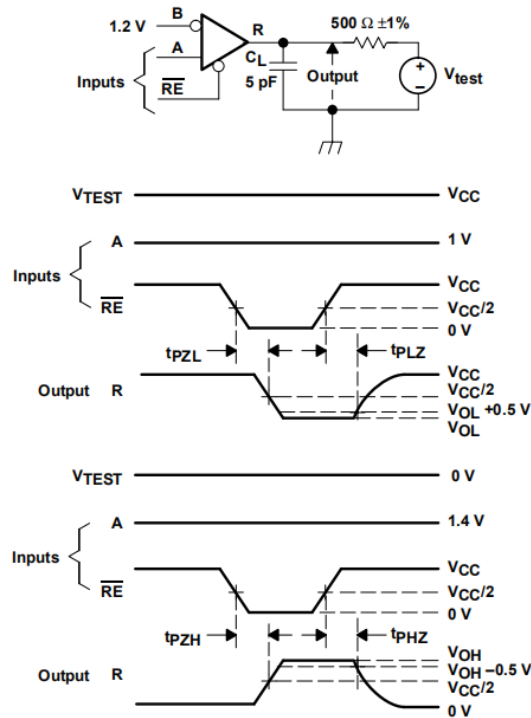 B
1.2 V
R
500 Ω ±1%
A
Inputs
RE
CL
5 pF
Output
+
−
Vtest
VTEST
VCC
A
1 V
Inputs
RE
VCC
VCC/2
0 V
tPZL
tPLZ
Output R
VCC
VCC/2
VOL +0.5 V
VOL
VTEST
0 V
A
1.4 V
Inputs
RE
VCC
VCC/2
0 V
tPZH
tPHZ
Output R
VOH
VOH −0.5 V
VCC/2
0 V